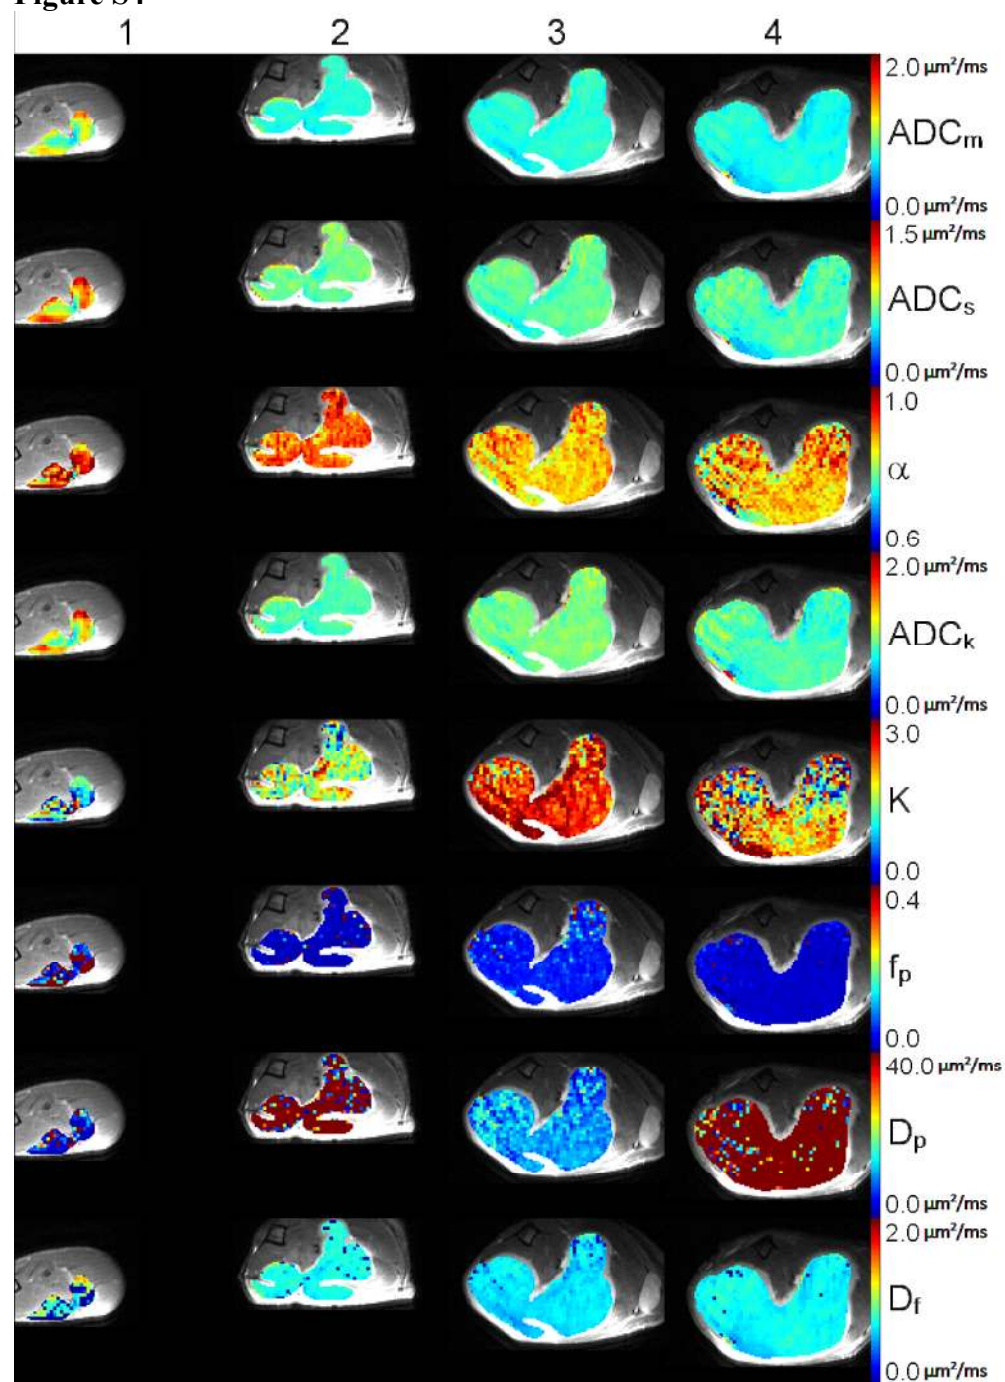 Figure S4
1 2 3 4
2.0 μm²/ms
ADCm
0.0 μm²/ms
1.5 μm²/ms
ADCs
0.0 μm²/ms
1.0
α
0.6
2.0 μm²/ms
ADCk
0.0 μm²/ms
3.0
K
0.0
0.4
fp
0.0
40.0 μm²/ms
Dp
0.0 μm²/ms
2.0 μm²/ms
Df
0.0 μm²/ms